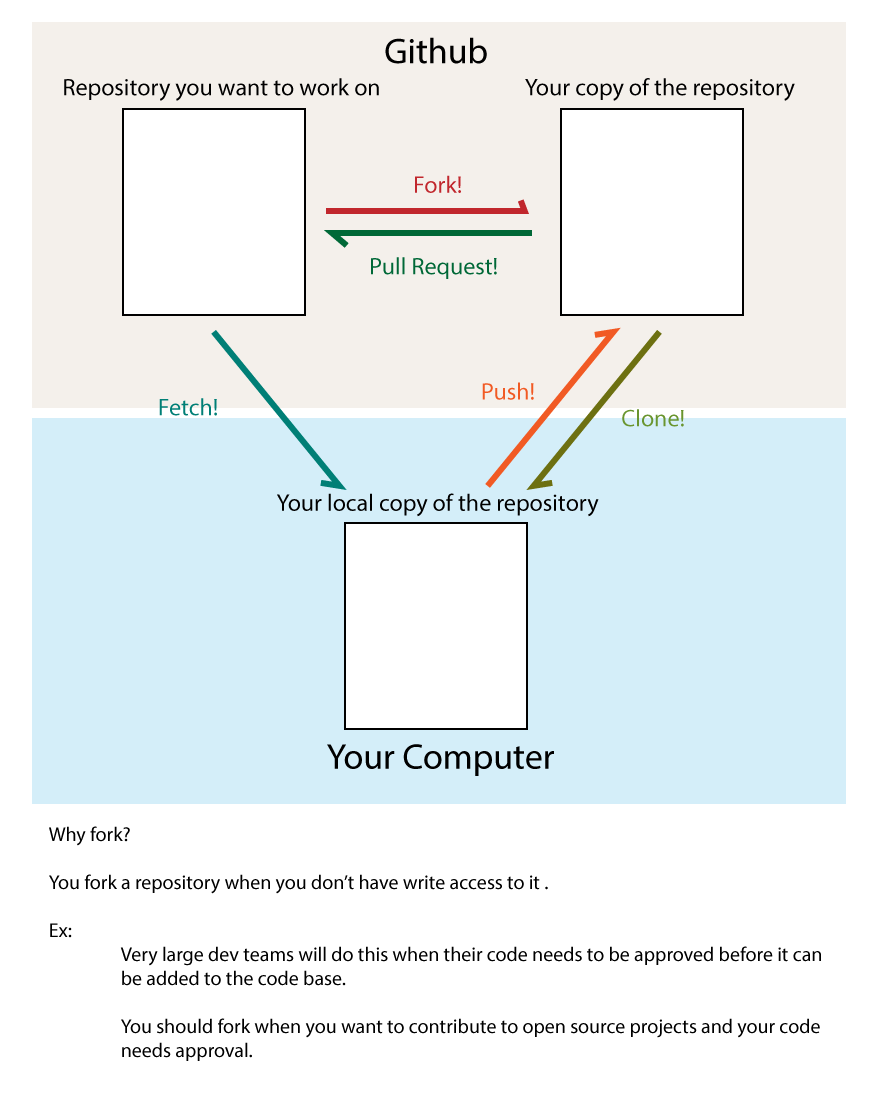 Github
Repository you want to work on
Your copy of the repository
Fork!
Pull Request!
Fetch!
Push!
Clone!
Your local copy of the repository
Your Computer
Why fork?
You fork a repository when you don’t have write access to it .
Ex:
Very large dev teams will do this when their code needs to be approved before it can
be added to the code base.
You should fork when you want to contribute to open source projects and your code
needs approval.